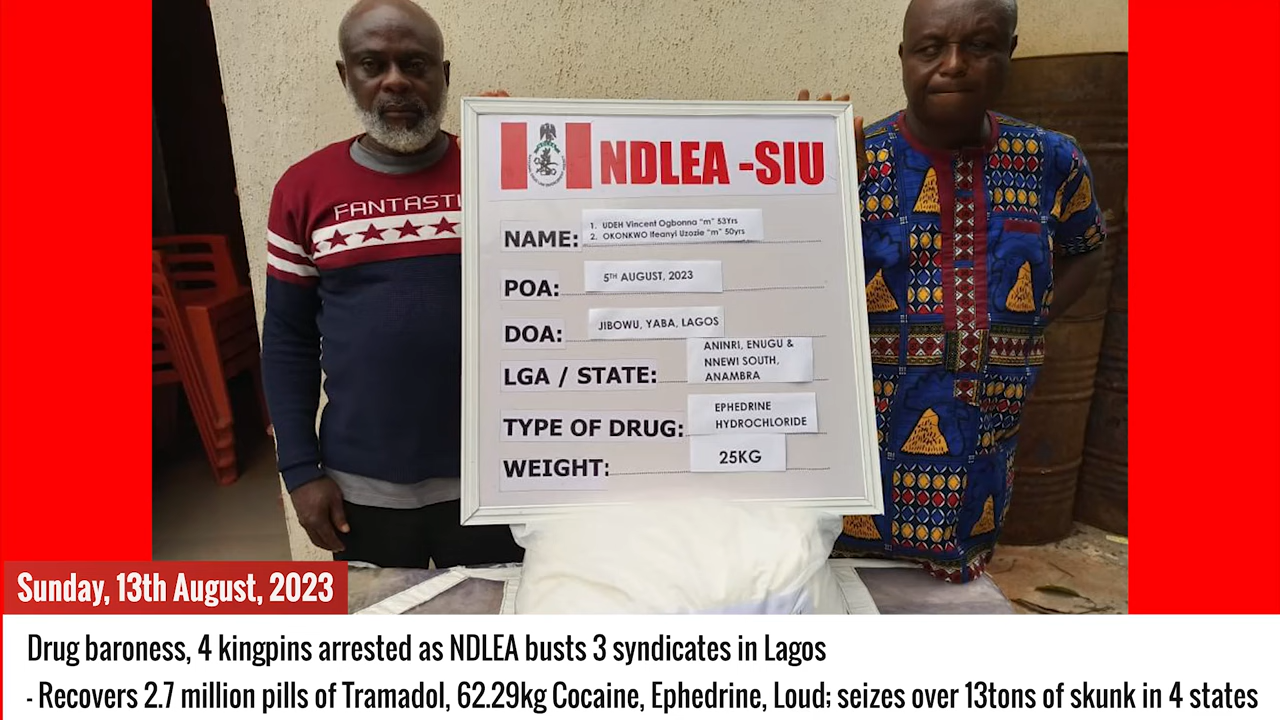 FANTASTI
NDLEA -SIU
NAME:
1. UDEH Vincent Ogbonna "m" 53Yrs
2. OKONKWO Ifeanyi Uzozie "m" 50yrs
POA:
5TH AUGUST, 2023
DOA:
JIBOWU, YABA, LAGOS
LGA / STATE:
ANINRI, ENUGU &
NNEWI SOUTH,
ANAMBRA
TYPE OF DRUG:
EPHEDRINE
HYDROCHLORIDE
WEIGHT:
25KG
Sunday, 13th August, 2023
Drug baroness, 4 kingpins arrested as NDLEA busts 3 syndicates in Lagos
- Recovers 2.7 million pills of Tramadol, 62.29kg Cocaine, Ephedrine, Loud; seizes over 13tons of skunk in 4 states